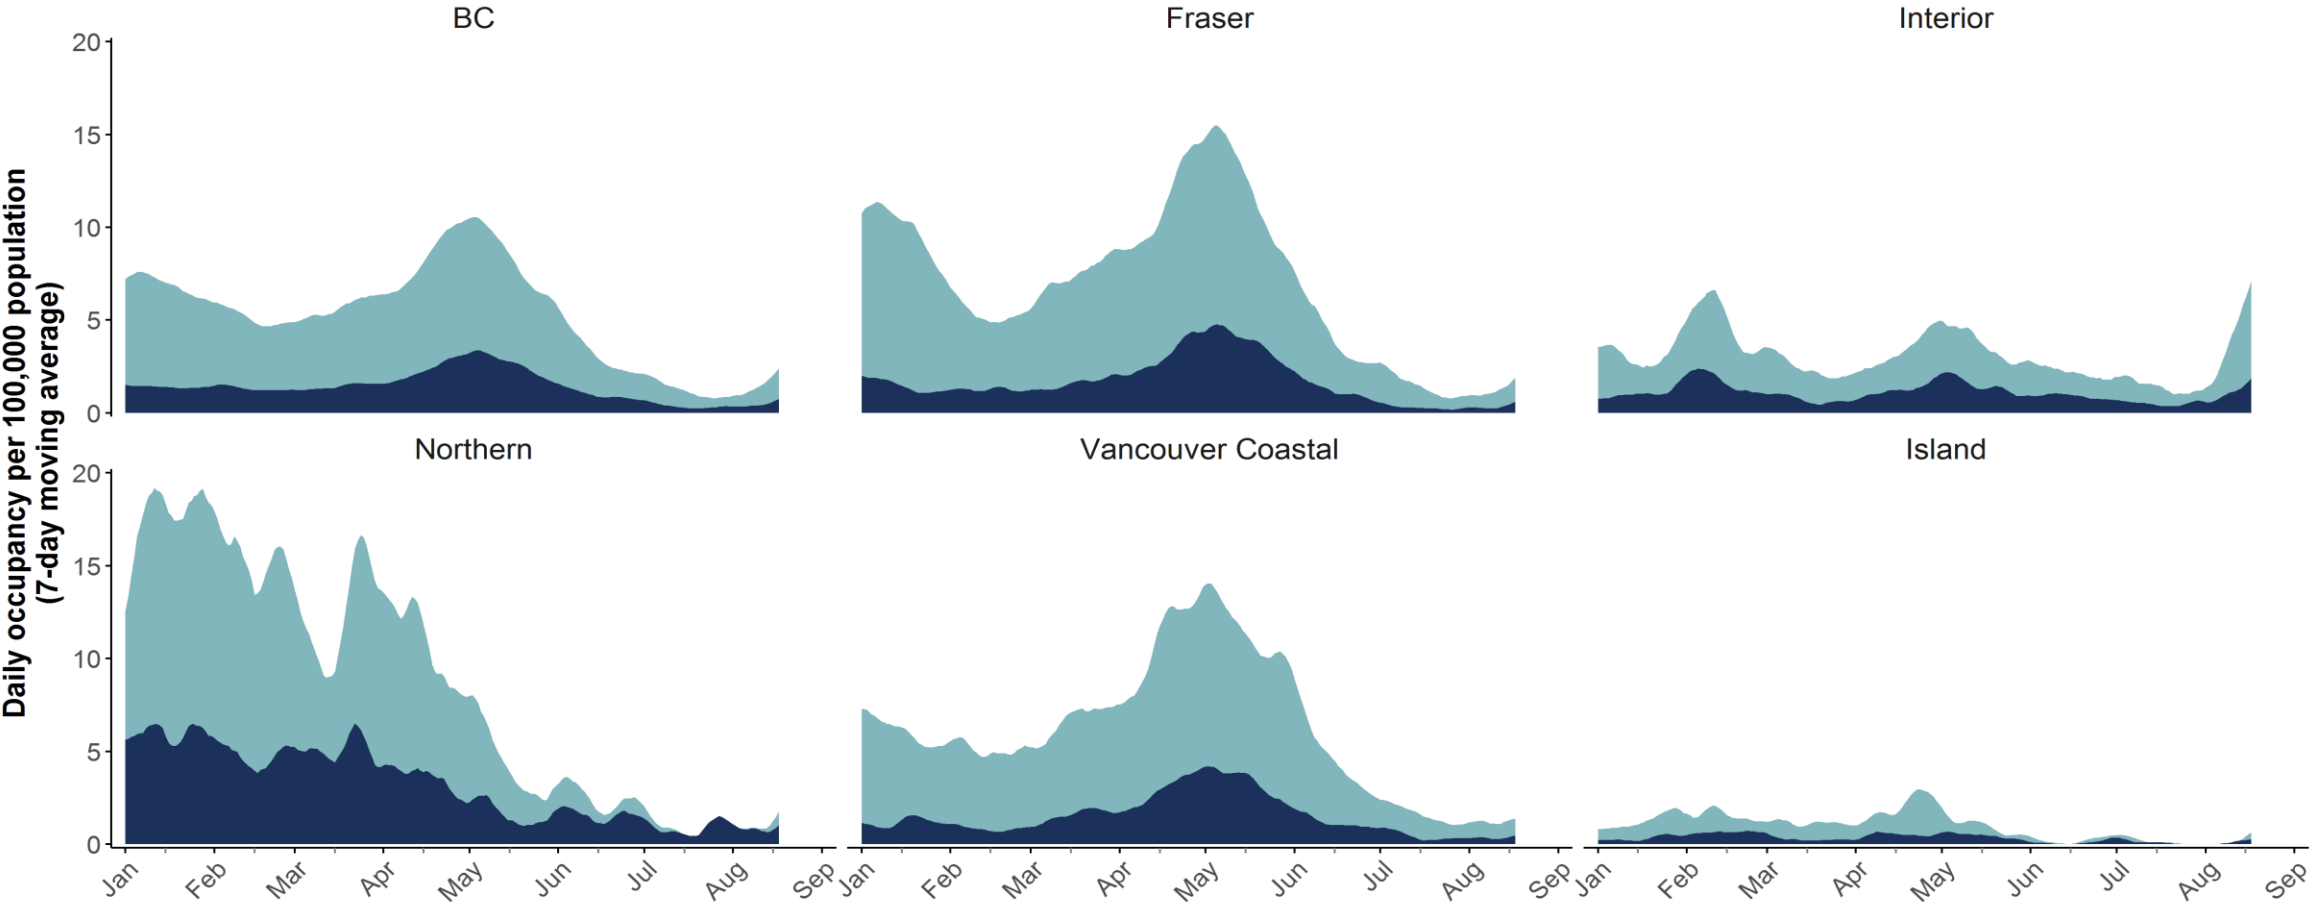 Daily occupancy per 100,000 population
(7-day moving average)
BC
Fraser
Interior
20
15
10
5
0
Northern
Vancouver Coastal
Island
20
15
10
5
0
Jan Feb Mar Apr May Jun Jul Aug Sep
Jan Feb Mar Apr May Jun Jul Aug Sep
Jan Feb Mar Apr May Jun Jul Aug Sep